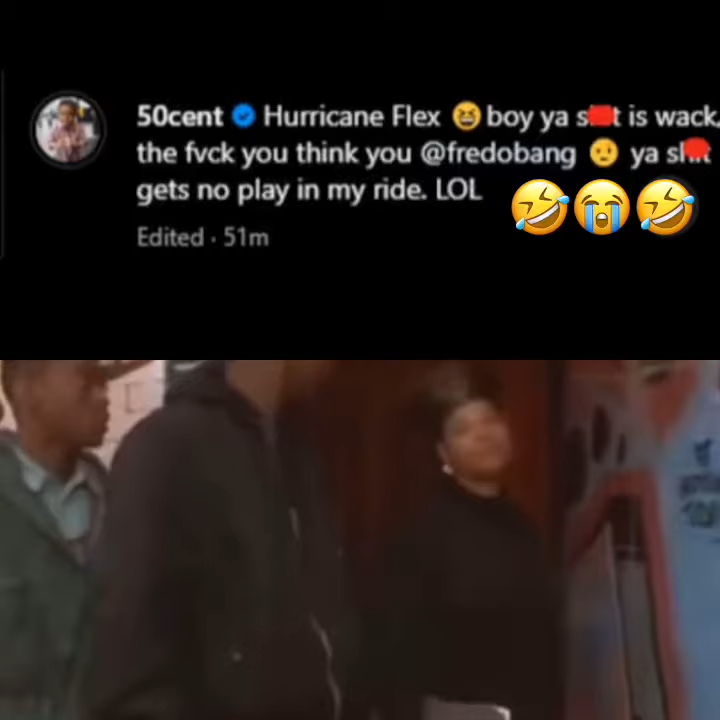 50cent Hurricane Flex 😆 boy ya s t is wack.
the fvck you think you @fredobang 😟 ya sh t
gets no play in my ride. LOL 🤣😭🤣
Edited · 51m